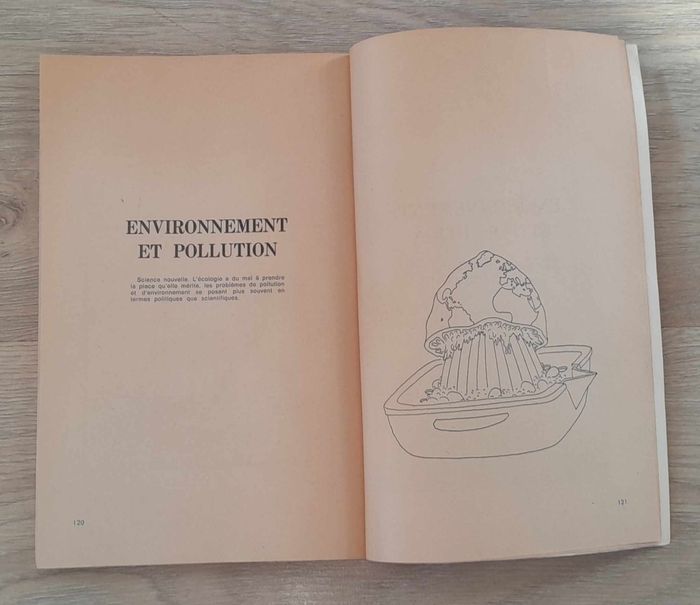 ENVIRONNEMENT
ET POLLUTION
Science nouvelle. L'écologie a du mal à prendre
la place qu'elle mérite, les problèmes de pollution
et d'environnement se posant plus souvent en
termes politiques que scientifiques.
120
121